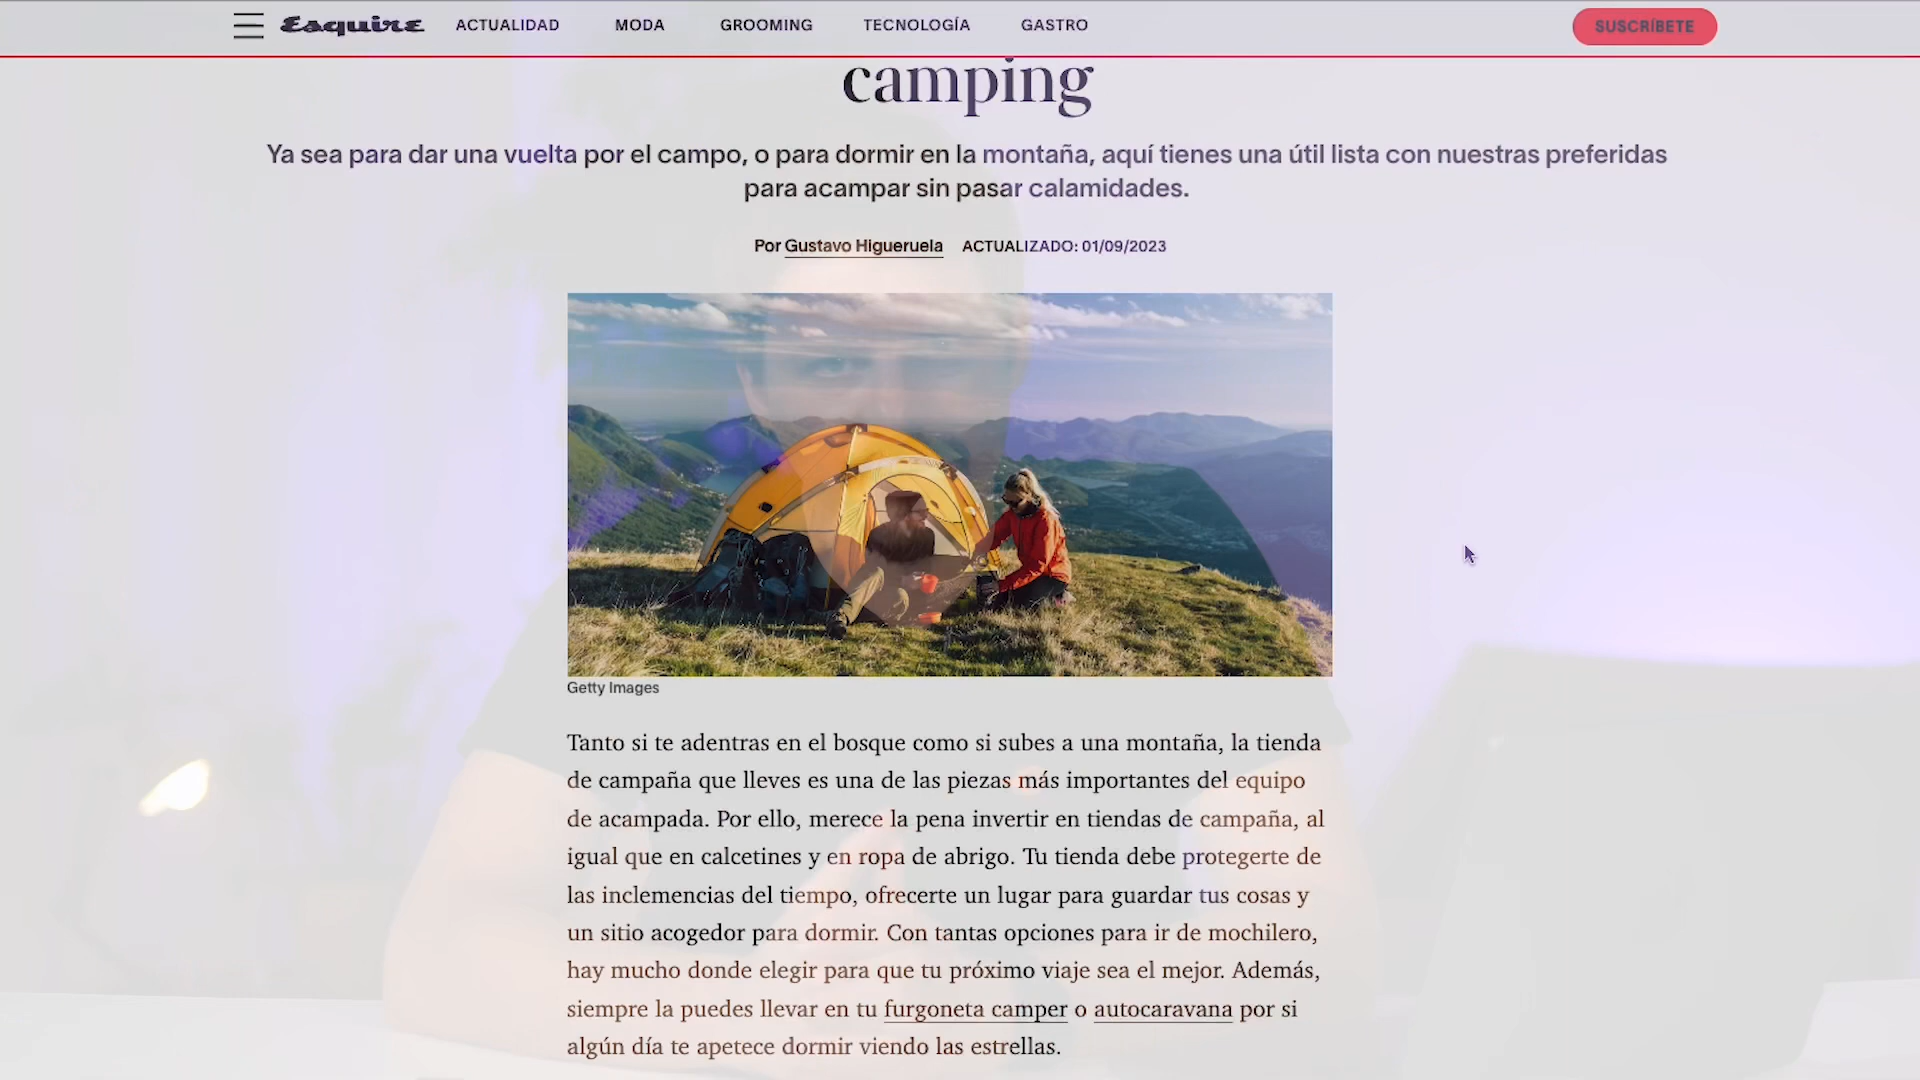 Esquire ACTUALIDAD MODA GROOMING TECNOLOGÍA GASTRO SUSCRÍBETE
camping
Ya sea para dar una vuelta por el campo, o para dormir en la montaña, aquí tienes una útil lista con nuestras preferidas
para acampar sin pasar calamidades.
Por Gustavo Higueruela ACTUALIZADO: 01/09/2023
Getty Images
Tanto si te adentras en el bosque como si subes a una montaña, la tienda
de campaña que lleves es una de las piezas más importantes del equipo
de acampada. Por ello, merece la pena invertir en tiendas de campaña, al
igual que en calcetines y en ropa de abrigo. Tu tienda debe protegerte de
las inclemencias del tiempo, ofrecerte un lugar para guardar tus cosas y
un sitio acogedor para dormir. Con tantas opciones para ir de mochilero,
hay mucho donde elegir para que tu próximo viaje sea el mejor. Además,
siempre la puedes llevar en tu furgoneta camper o autocaravana por si
algún día te apetece dormir viendo las estrellas.